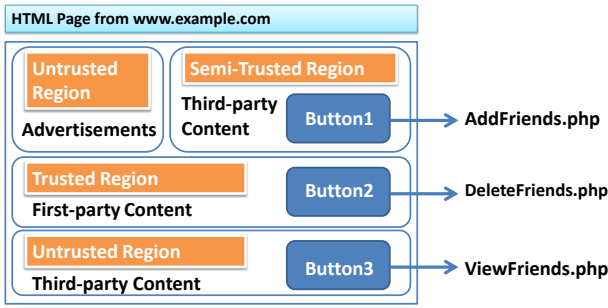 HTML Page from www.example.com
Untrusted
Region
Advertisements
Semi-Trusted Region
Third-party
Content
Button1
AddFriends.php
Trusted Region
First-party Content
Button2
DeleteFriends.php
Untrusted Region
Third-party Content
Button3
ViewFriends.php